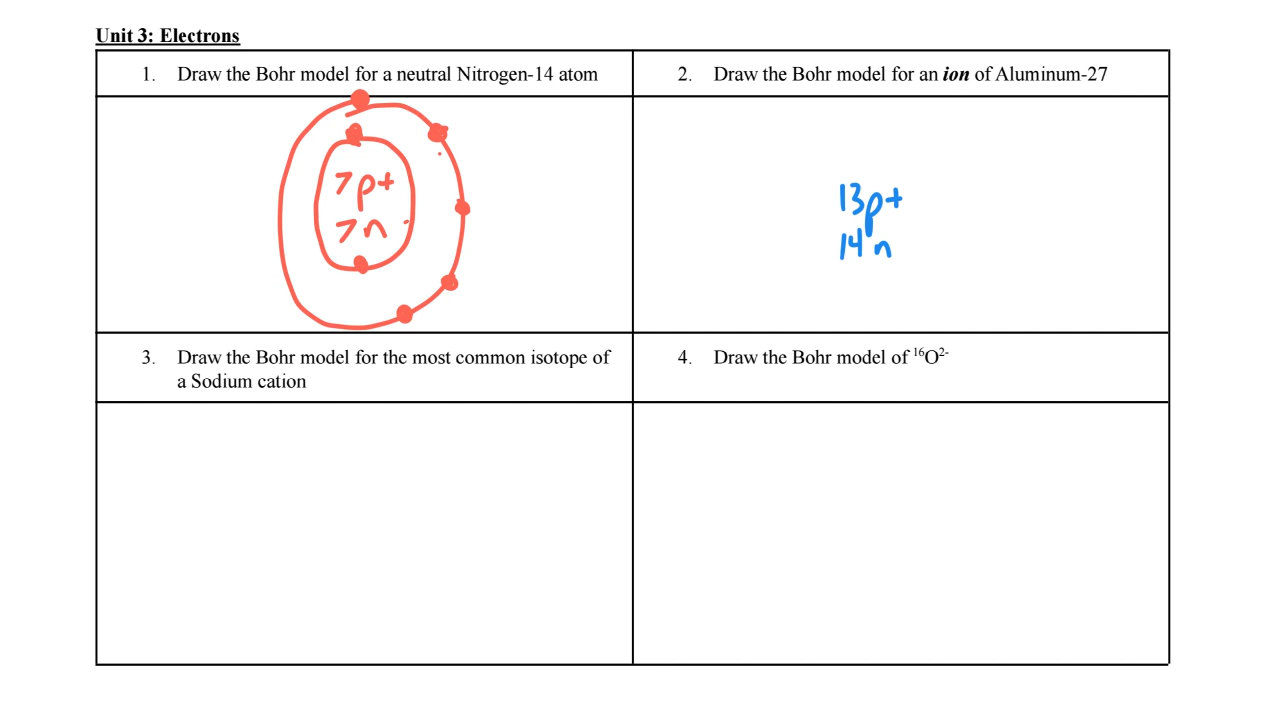 Unit 3: Electrons
1. Draw the Bohr model for a neutral Nitrogen-14 atom
2. Draw the Bohr model for an ion of Aluminum-27
7p+
7n
13p+
14n
3. Draw the Bohr model for the most common isotope of
a Sodium cation
4. Draw the Bohr model of ¹⁶O²⁻